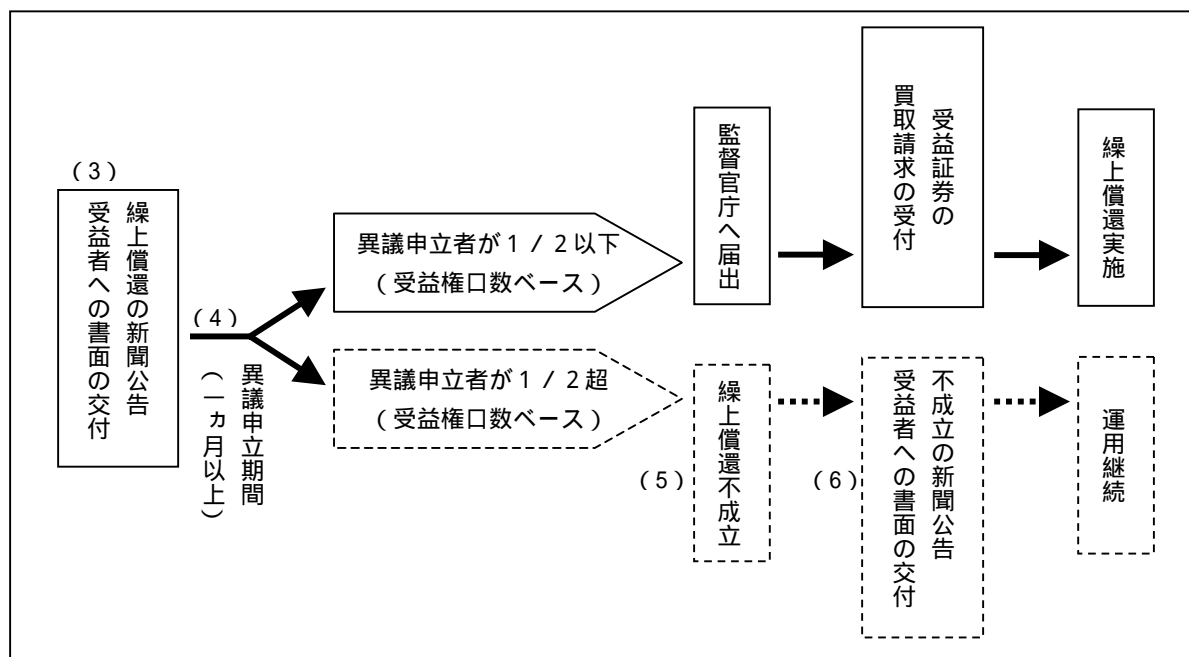 (3)
繰上償還の新聞公告
受益者への書面の交付
(4)
異議申立期間
(一ヵ月以上)
異議申立者が1/2以下
(受益権口数ベース)
監督官庁へ届出
受益証券の
買取請求の受付
繰上償還実施
異議申立者が1/2超
(受益権口数ベース)
(5)
繰上償還不成立
(6)
不成立の新聞公告
受益者への書面の交付
運用継続